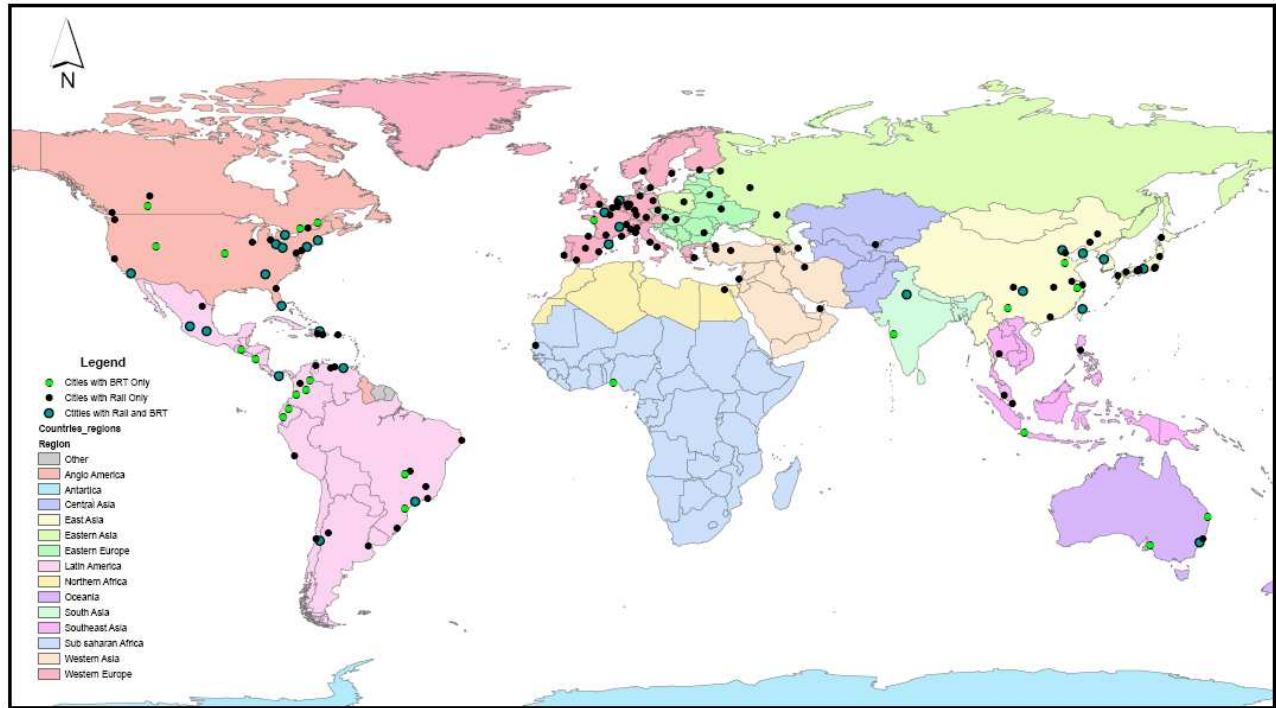 N
Legend
Cities with BRT Only
Cities with Rail Only
Ctities with Rail and BRT
Countries_regions
Region
Other
Anglo America
Antartica
Central Asia
East Asia
Eastern Asia
Eastern Europe
Latin America
Northern Africa
Oceania
South Asia
Southeast Asia
Sub saharan Africa
Western Asia
Western Europe